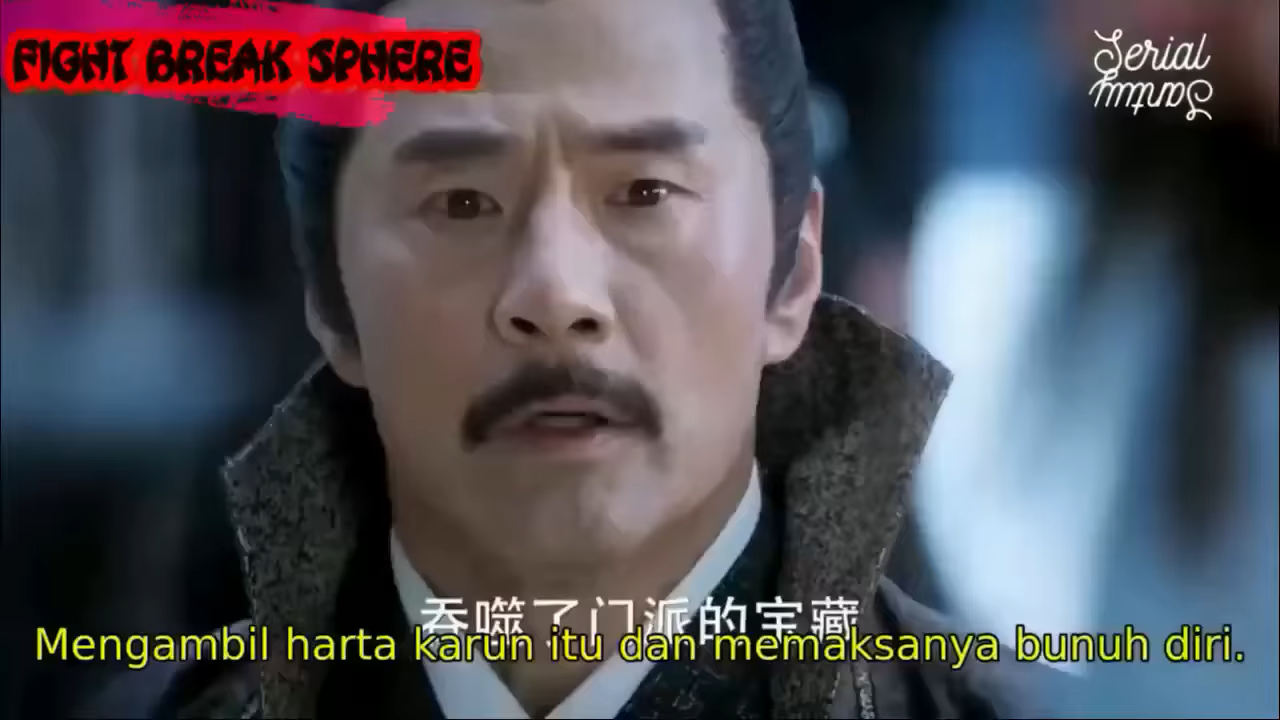 FIGHT BREAK SPHERE
Serial
Santuy
吞噬了门派的宝藏
Mengambil harta karun itu dan memaksanya bunuh diri.